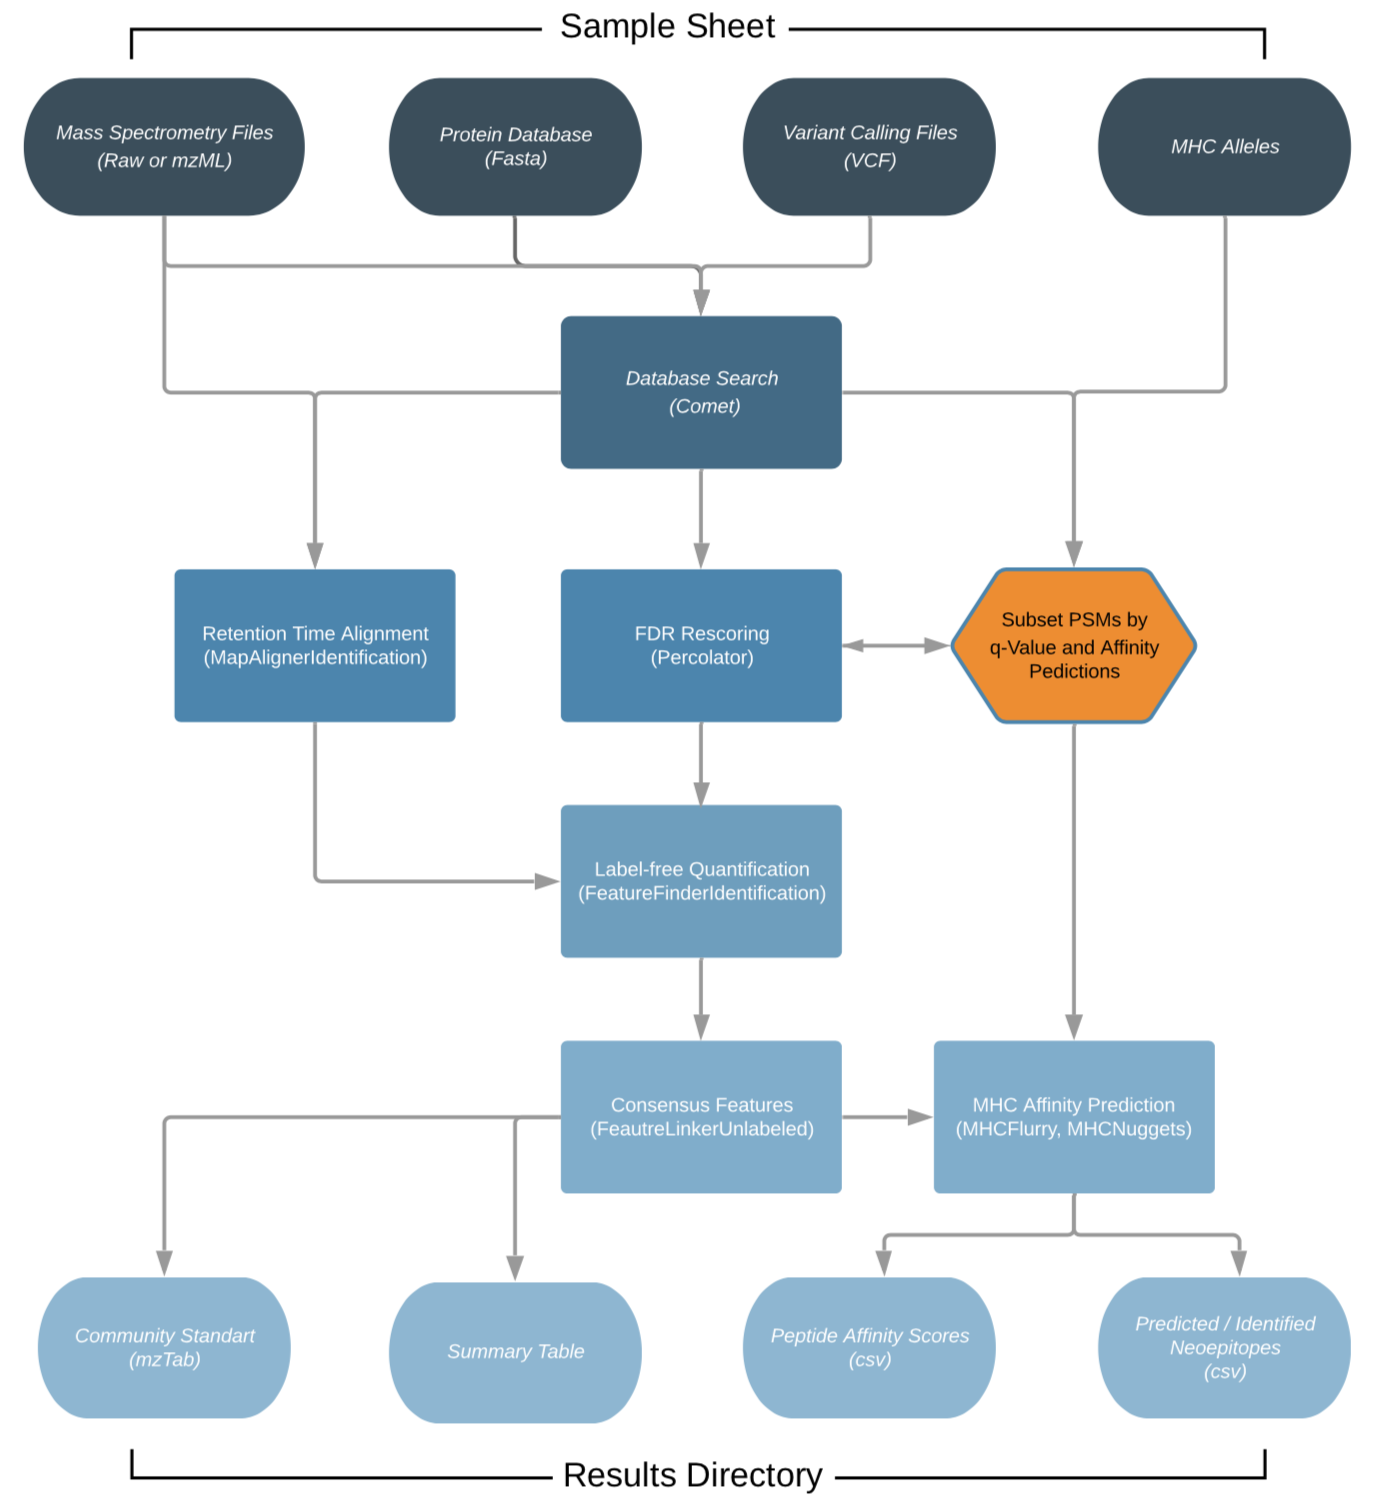 Sample Sheet
Mass Spectrometry Files
(Raw or mzML)
Protein Database
(Fasta)
Variant Calling Files
(VCF)
MHC Alleles
Database Search
(Comet)
Retention Time Alignment
(MapAlignerIdentification)
FDR Rescoring
(Percolator)
Subset PSMs by
q-Value and Affinity
Pedictions
Label-free Quantification
(FeatureFinderIdentification)
Consensus Features
(FeautreLinkerUnlabeled)
MHC Affinity Prediction
(MHCFlurry, MHCNuggets)
Community Standart
(mzTab)
Summary Table
Peptide Affinity Scores
(csv)
Predicted / Identified
Neoepitopes
(csv)
Results Directory